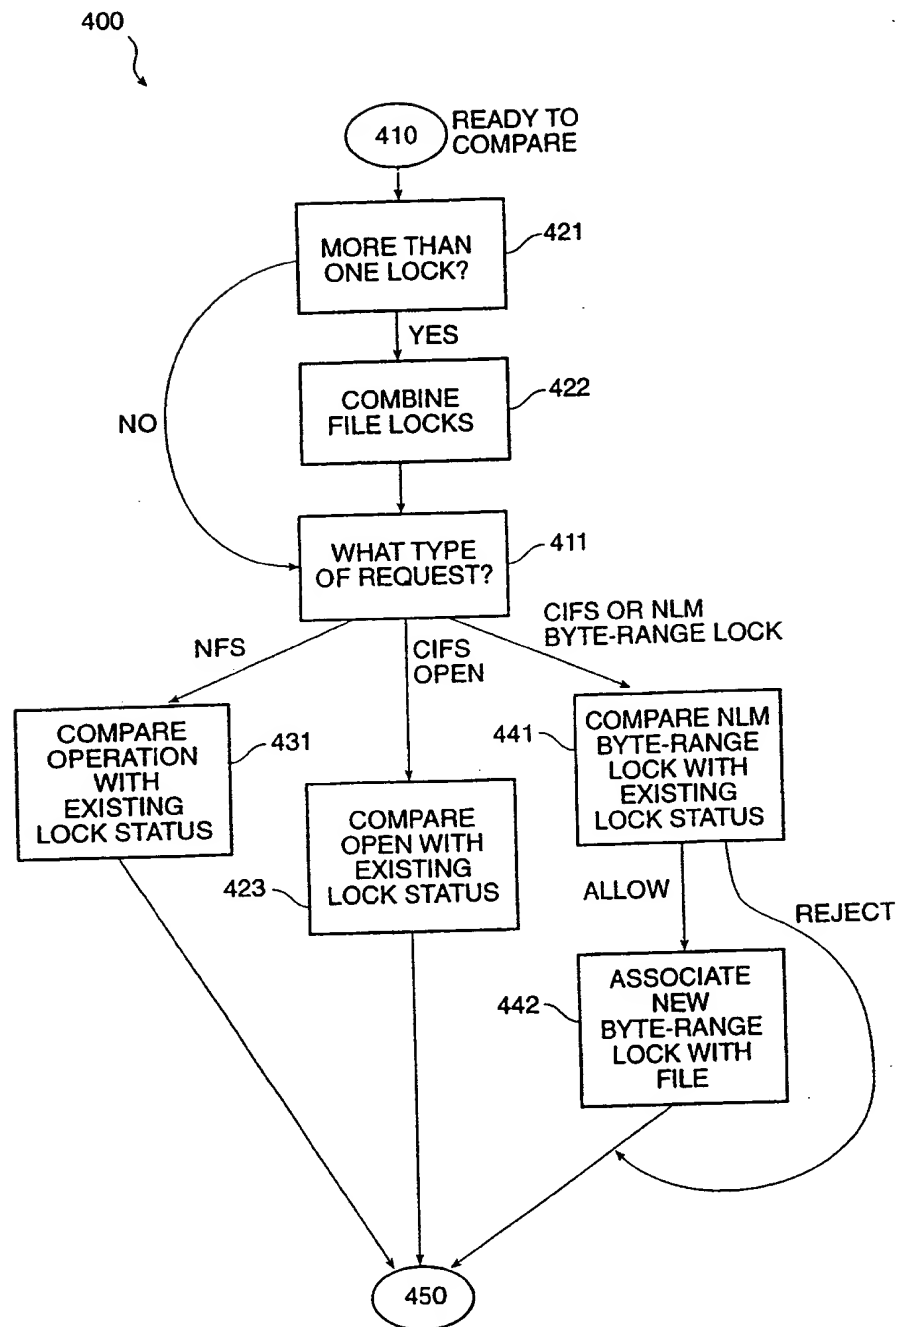 400
410
READY TO
COMPARE
MORE THAN
ONE LOCK?
421
YES
NO
COMBINE
FILE LOCKS
422
WHAT TYPE
OF REQUEST?
411
NFS
CIFS
OPEN
CIFS OR NLM
BYTE-RANGE LOCK
COMPARE
OPERATION
WITH
EXISTING
LOCK STATUS
431
COMPARE
OPEN WITH
EXISTING
LOCK STATUS
423
COMPARE NLM
BYTE-RANGE
LOCK WITH
EXISTING
LOCK STATUS
441
ALLOW
REJECT
ASSOCIATE
NEW
BYTE-RANGE
LOCK WITH
FILE
442
450